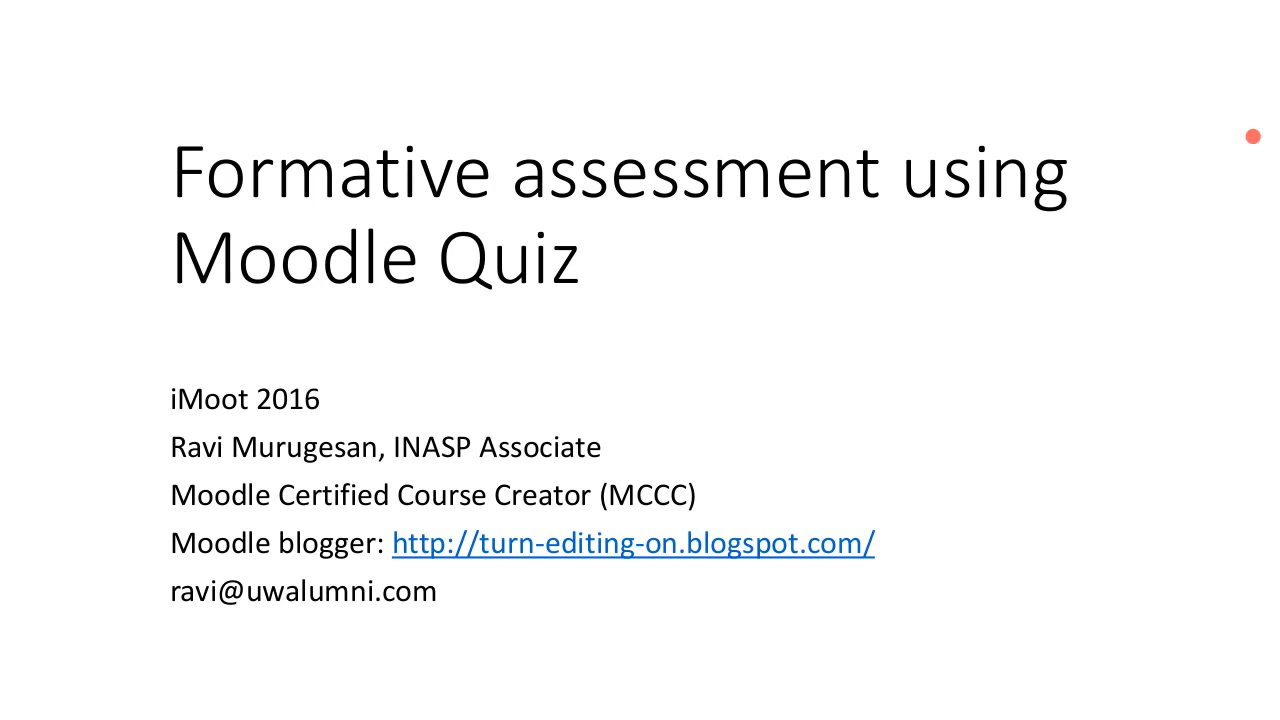 Formative assessment using
Moodle Quiz
iMoot 2016
Ravi Murugesan, INASP Associate
Moodle Certified Course Creator (MCCC)
Moodle blogger: http://turn-editing-on.blogspot.com/
ravi@uwalumni.com